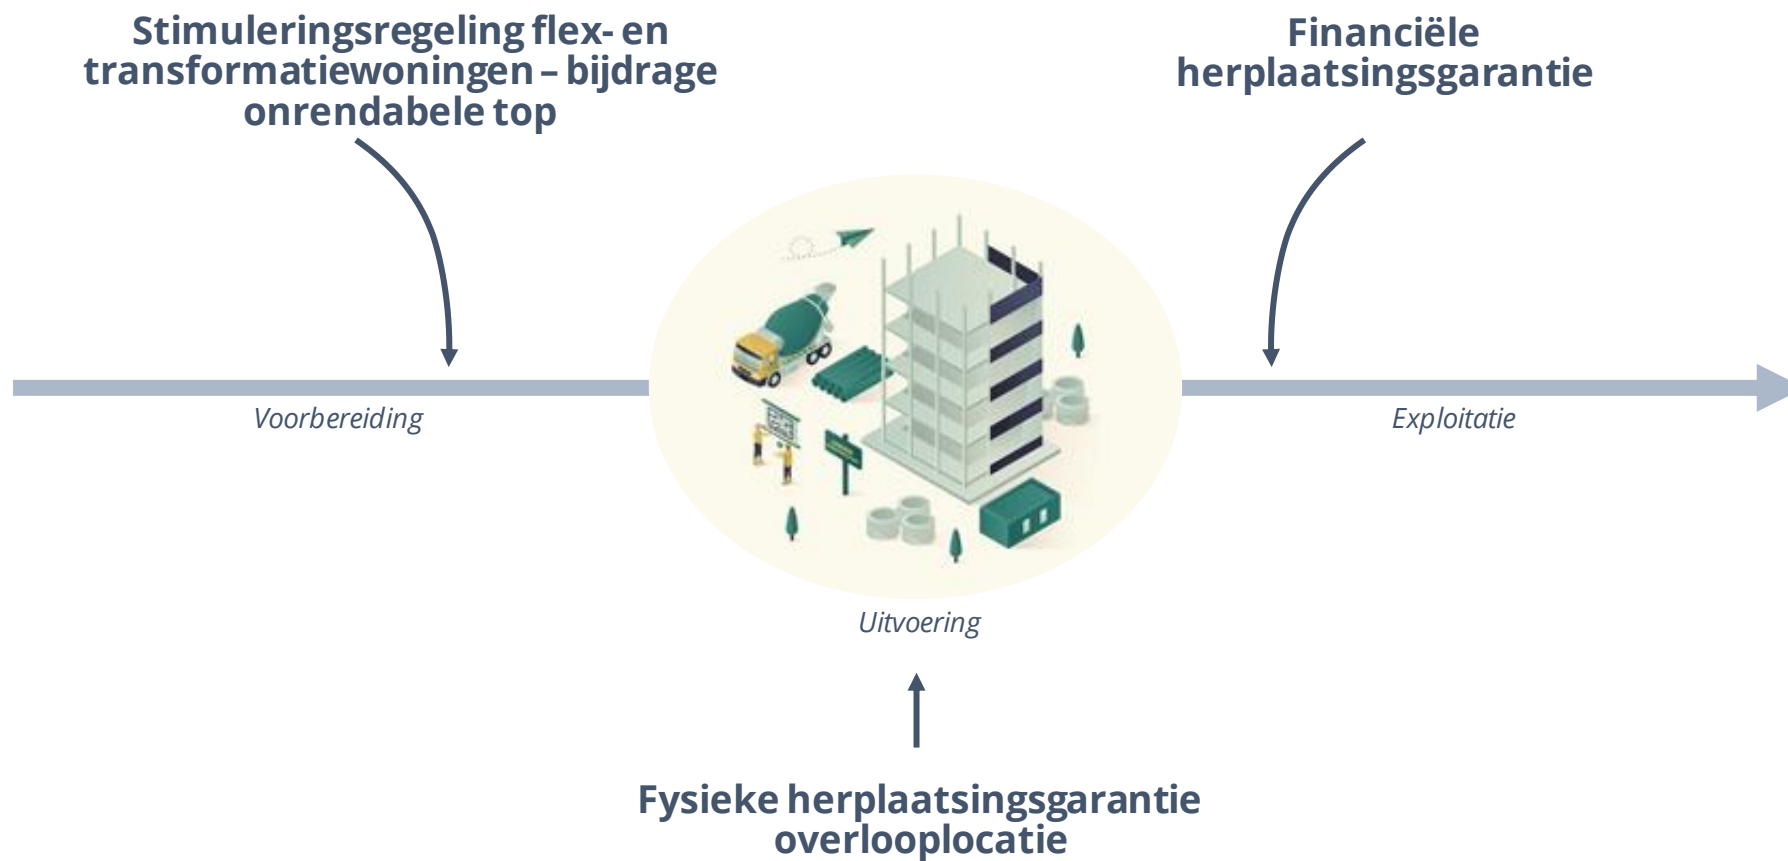 Stimuleringsregeling flex- en
transformatiewoningen – bijdrage
onrendabele top
Financiële
herplaatsingsgarantie
Voorbereiding
Exploitatie
Uitvoering
Fysieke herplaatsingsgarantie
overlooplocatie